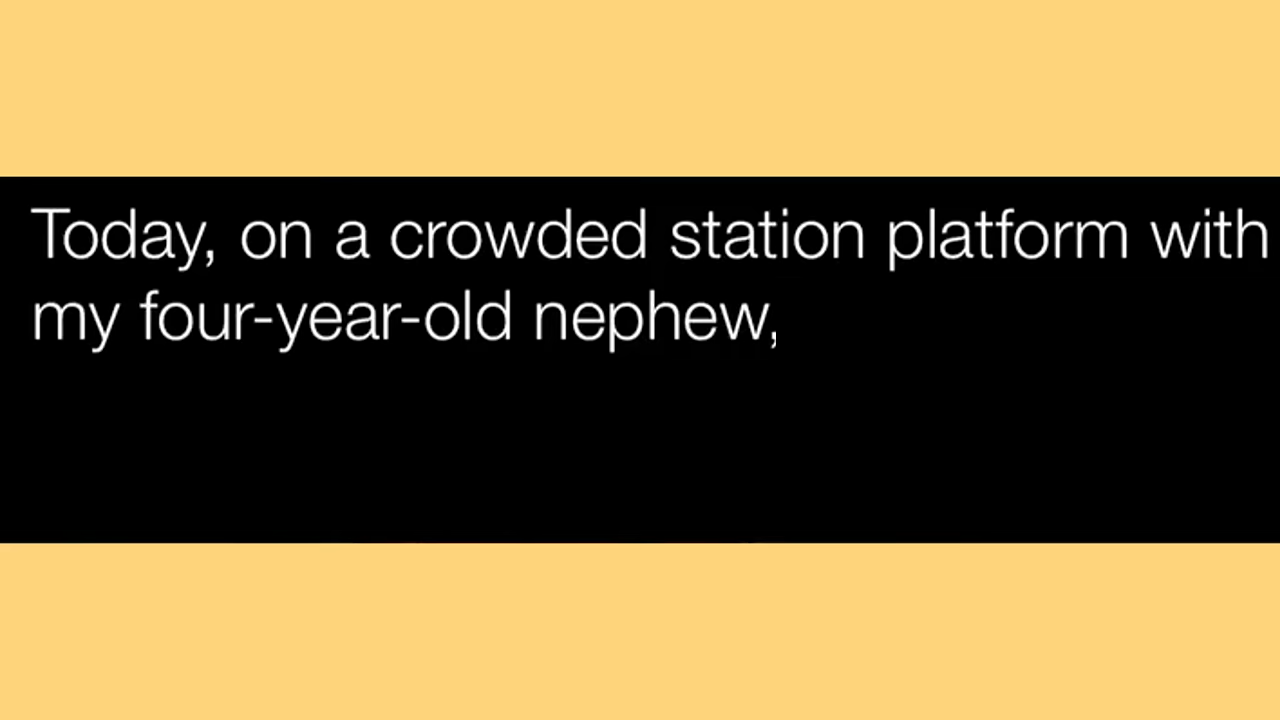 Today, on a crowded station platform with
my four-year-old nephew,